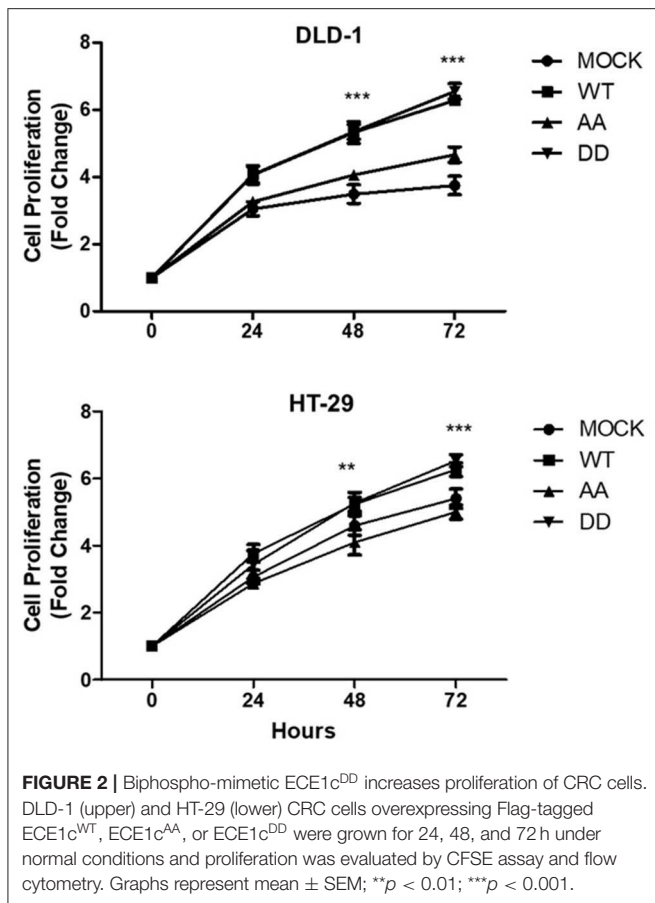 DLD-1
8
6
4
2
0
Cell Proliferation
(Fold Change)
***
***
MOCK
WT
AA
DD
0 24 48 72
HT-29
8
6
4
2
0
Cell Proliferation
(Fold Change)
**
***
MOCK
WT
AA
DD
0 24 48 72
Hours
FIGURE 2 | Biphospho-mimetic ECE1cDD increases proliferation of CRC cells.
DLD-1 (upper) and HT-29 (lower) CRC cells overexpressing Flag-tagged
ECE1cWT, ECE1cAA, or ECE1cDD were grown for 24, 48, and 72 h under
normal conditions and proliferation was evaluated by CFSE assay and flow
cytometry. Graphs represent mean ± SEM; **p < 0.01; ***p < 0.001.